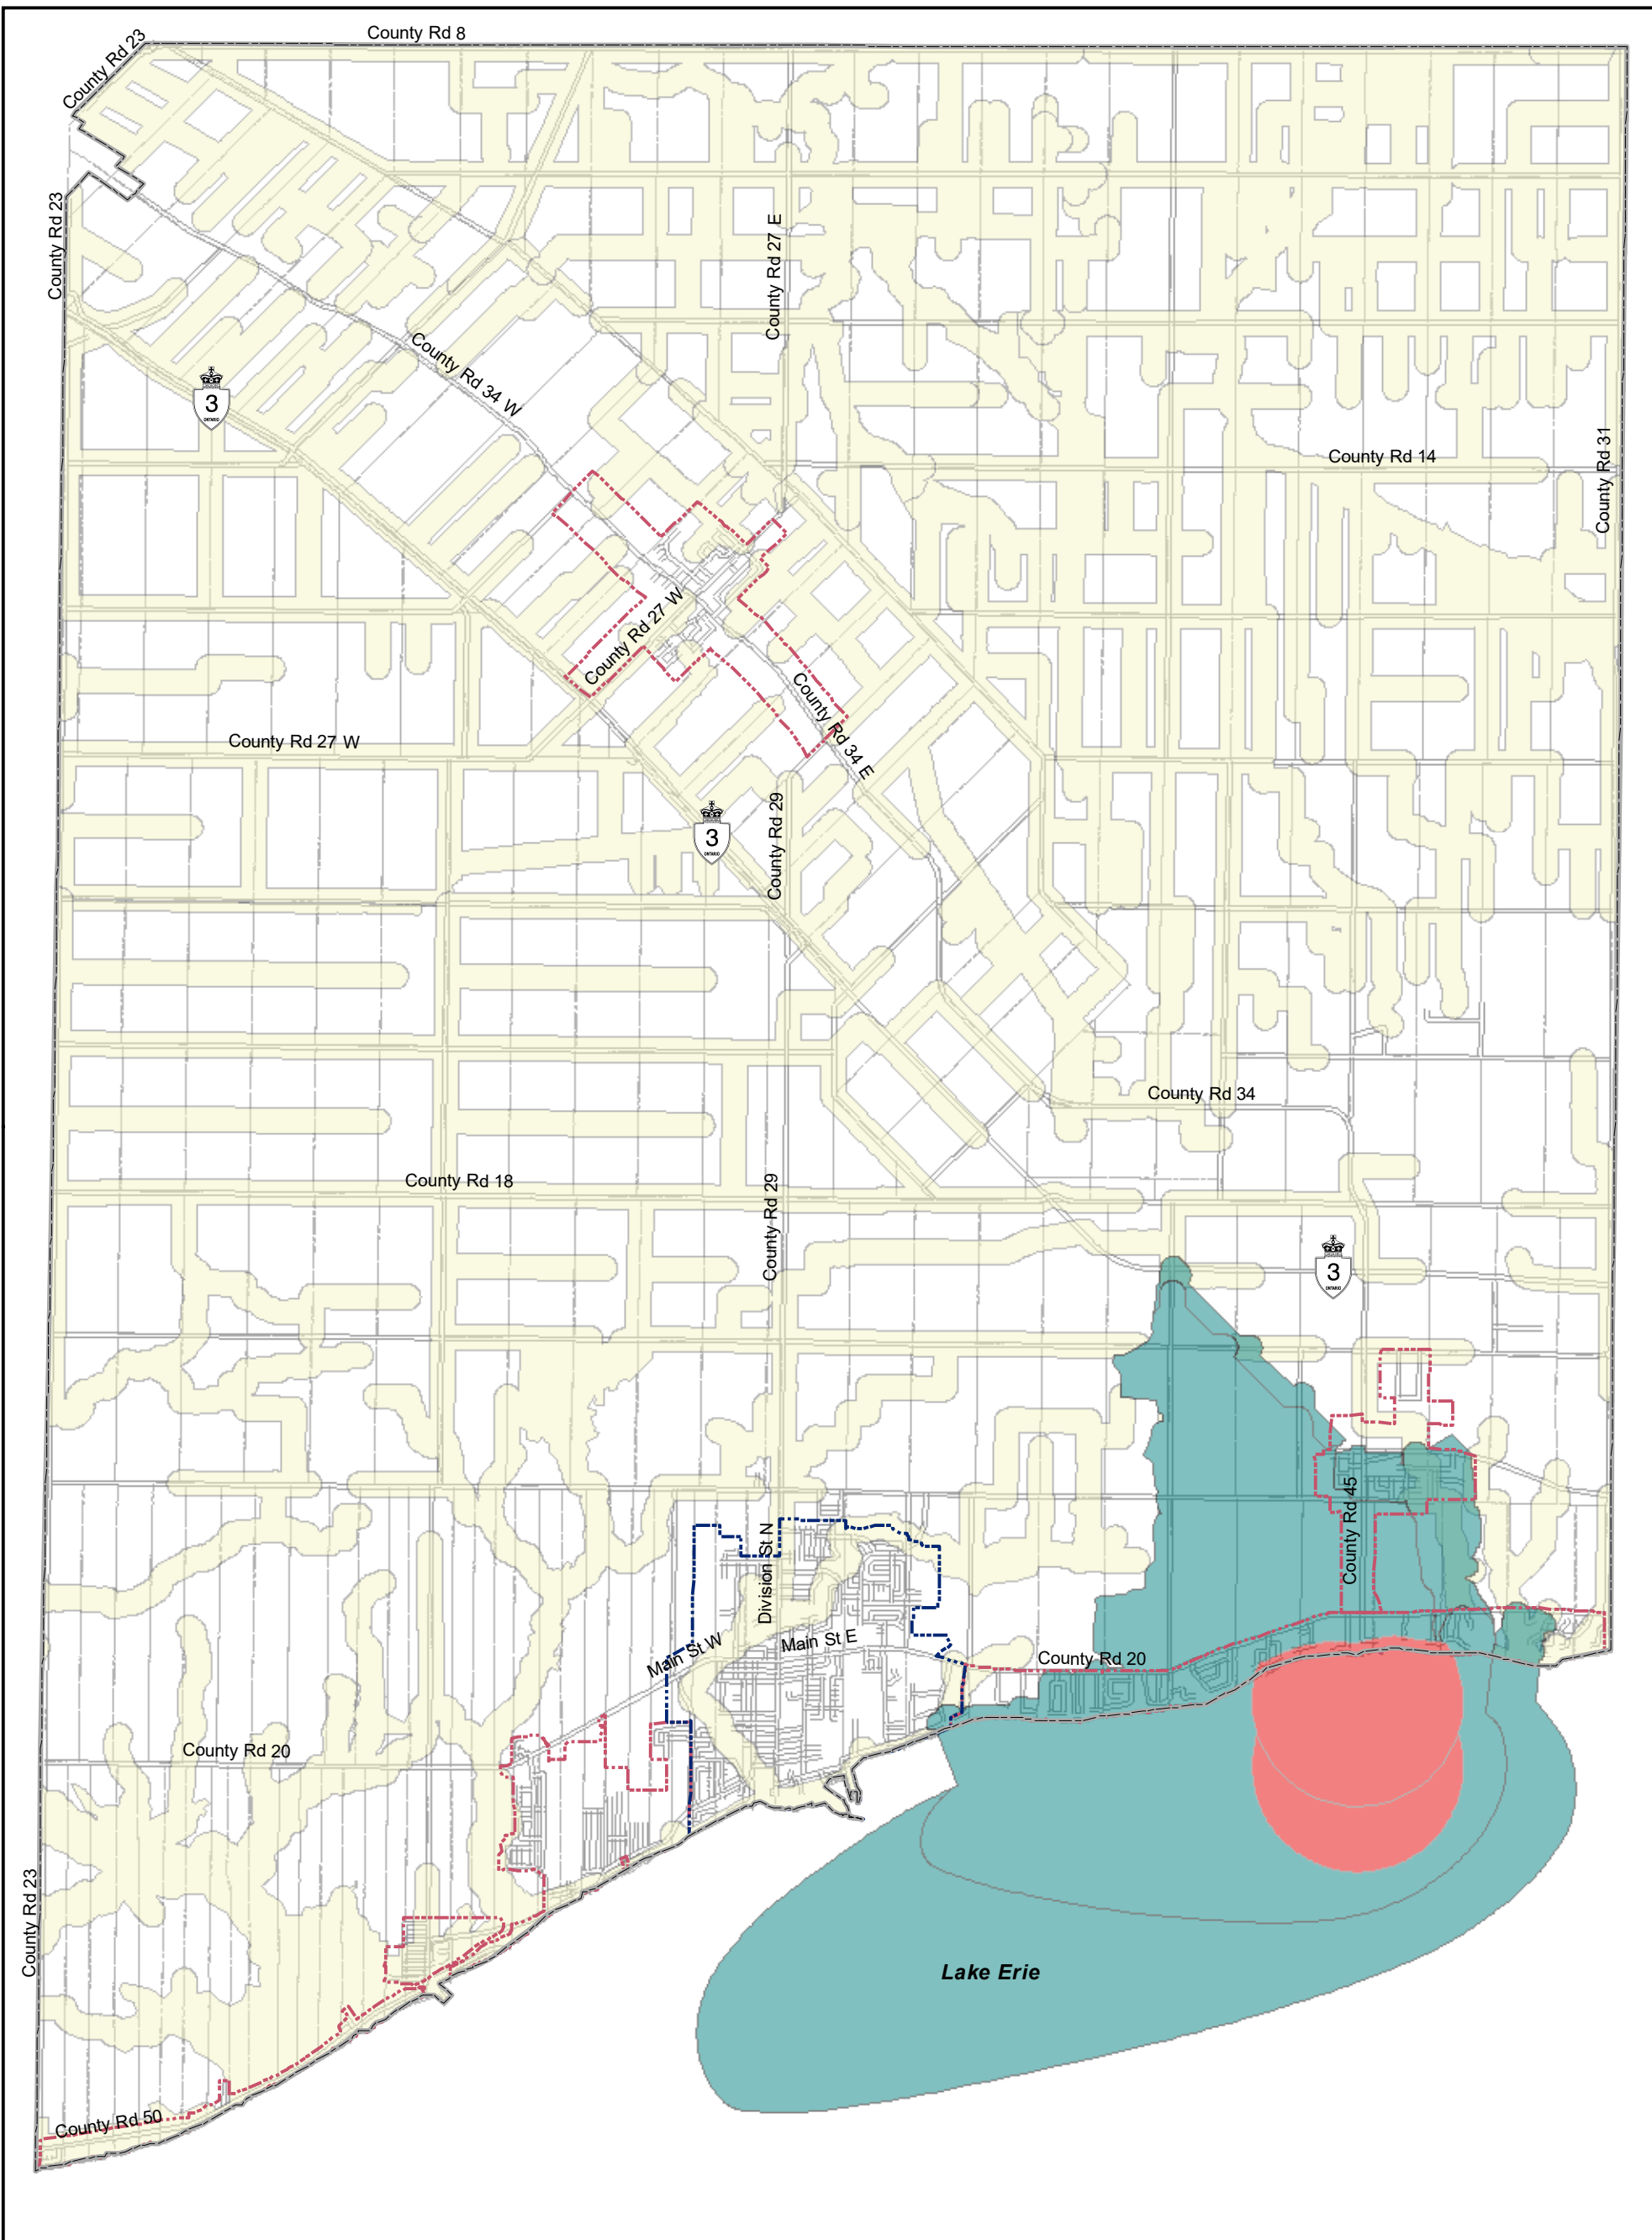 County Rd 8
County Rd 23
County Rd 23
County Rd 27 E
County Rd 34 W
3
ONTARIO
County Rd 14
County Rd 31
County Rd 27 W
County Rd 34 E
County Rd 27 W
3
ONTARIO
County Rd 29
County Rd 34
County Rd 18
County Rd 29
3
ONTARIO
County Rd 45
Division St N
Main St W
Main St E
County Rd 20
County Rd 20
County Rd 23
Lake Erie
County Rd 50